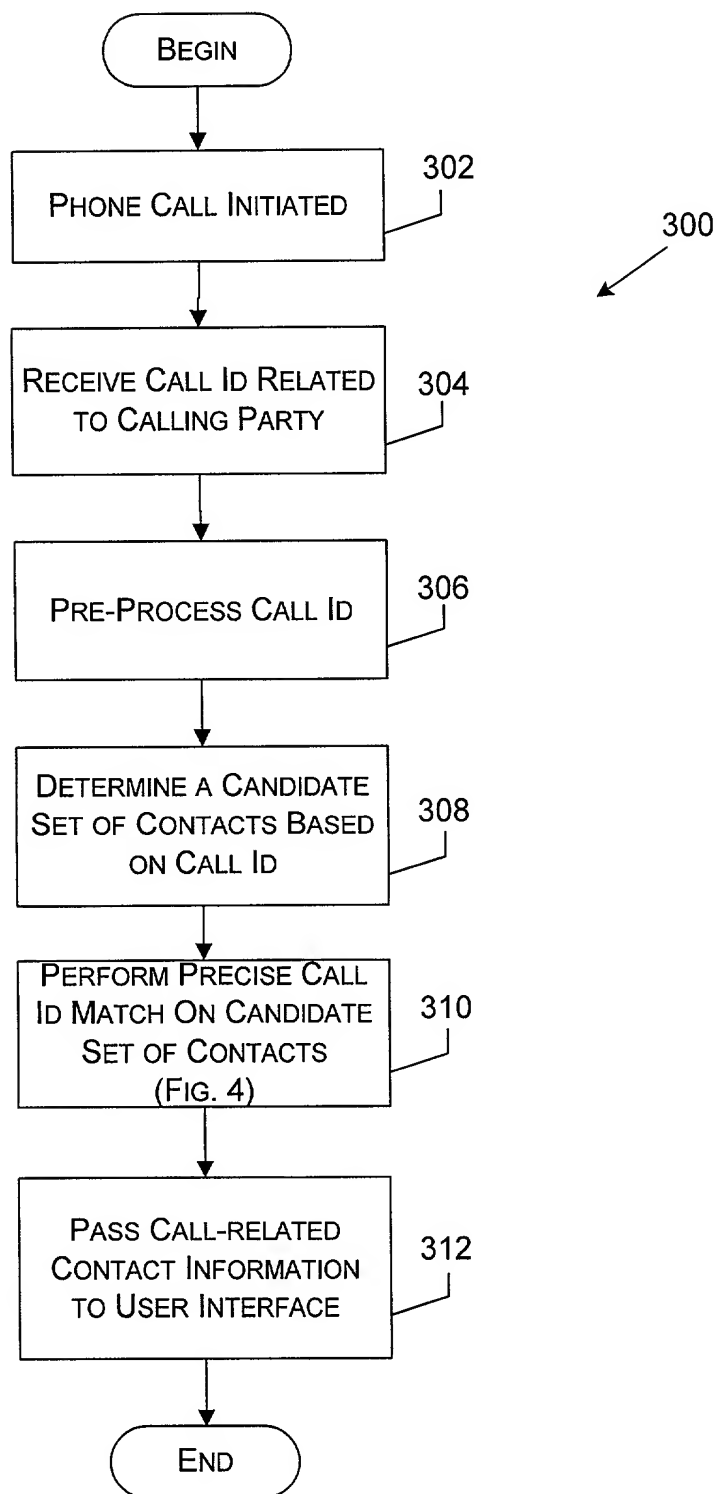 BEGIN
PHONE CALL INITIATED
302
300
RECEIVE CALL ID RELATED
TO CALLING PARTY
304
PRE-PROCESS CALL ID
306
DETERMINE A CANDIDATE
SET OF CONTACTS BASED
ON CALL ID
308
PERFORM PRECISE CALL
ID MATCH ON CANDIDATE
SET OF CONTACTS
(FIG. 4)
310
PASS CALL-RELATED
CONTACT INFORMATION
TO USER INTERFACE
312
END